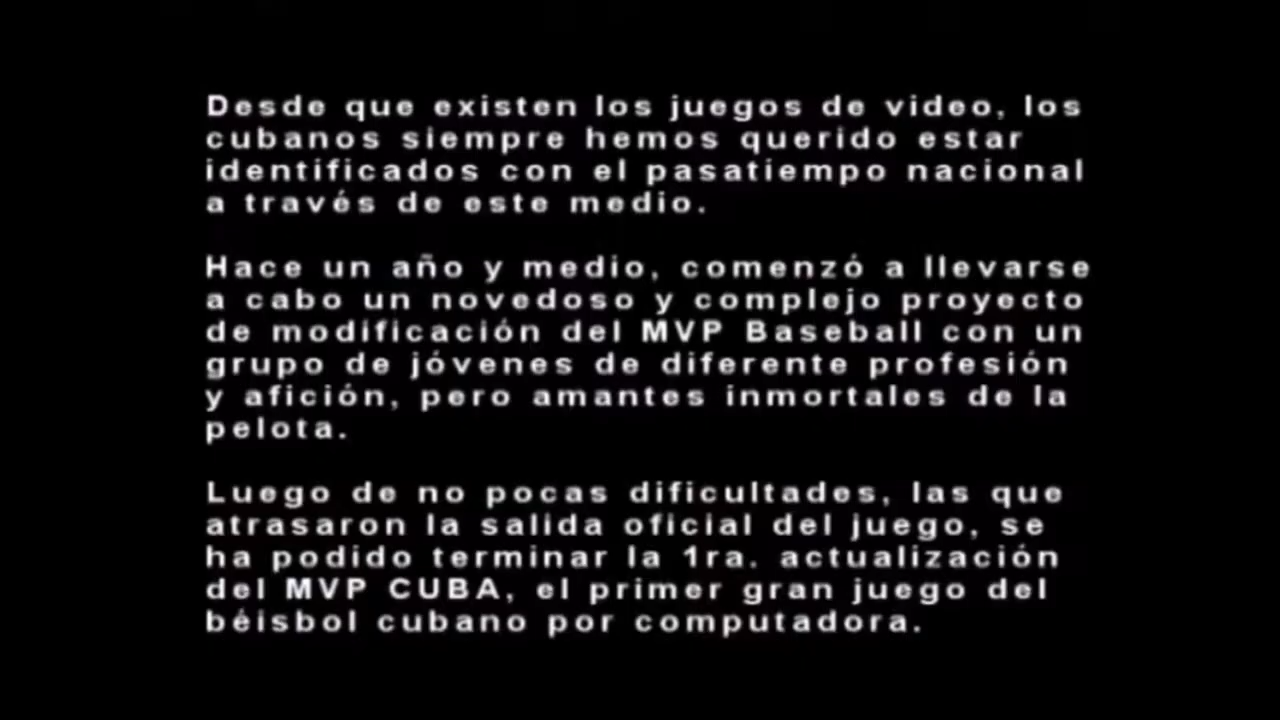 Desde que existen los juegos de video, los
cubanos siempre hemos querido estar
identificados con el pasatiempo nacional
a través de este medio.
Hace un año y medio, comenzó a llevarse
a cabo un novedoso y complejo proyecto
de modificación del MVP Baseball con un
grupo de jóvenes de diferente profesión
y afición, pero amantes inmortales de la
pelota.
Luego de no pocas dificultades, las que
atrasaron la salida oficial del juego, se
ha podido terminar la 1ra. actualización
del MVP CUBA, el primer gran juego del
béisbol cubano por computadora.